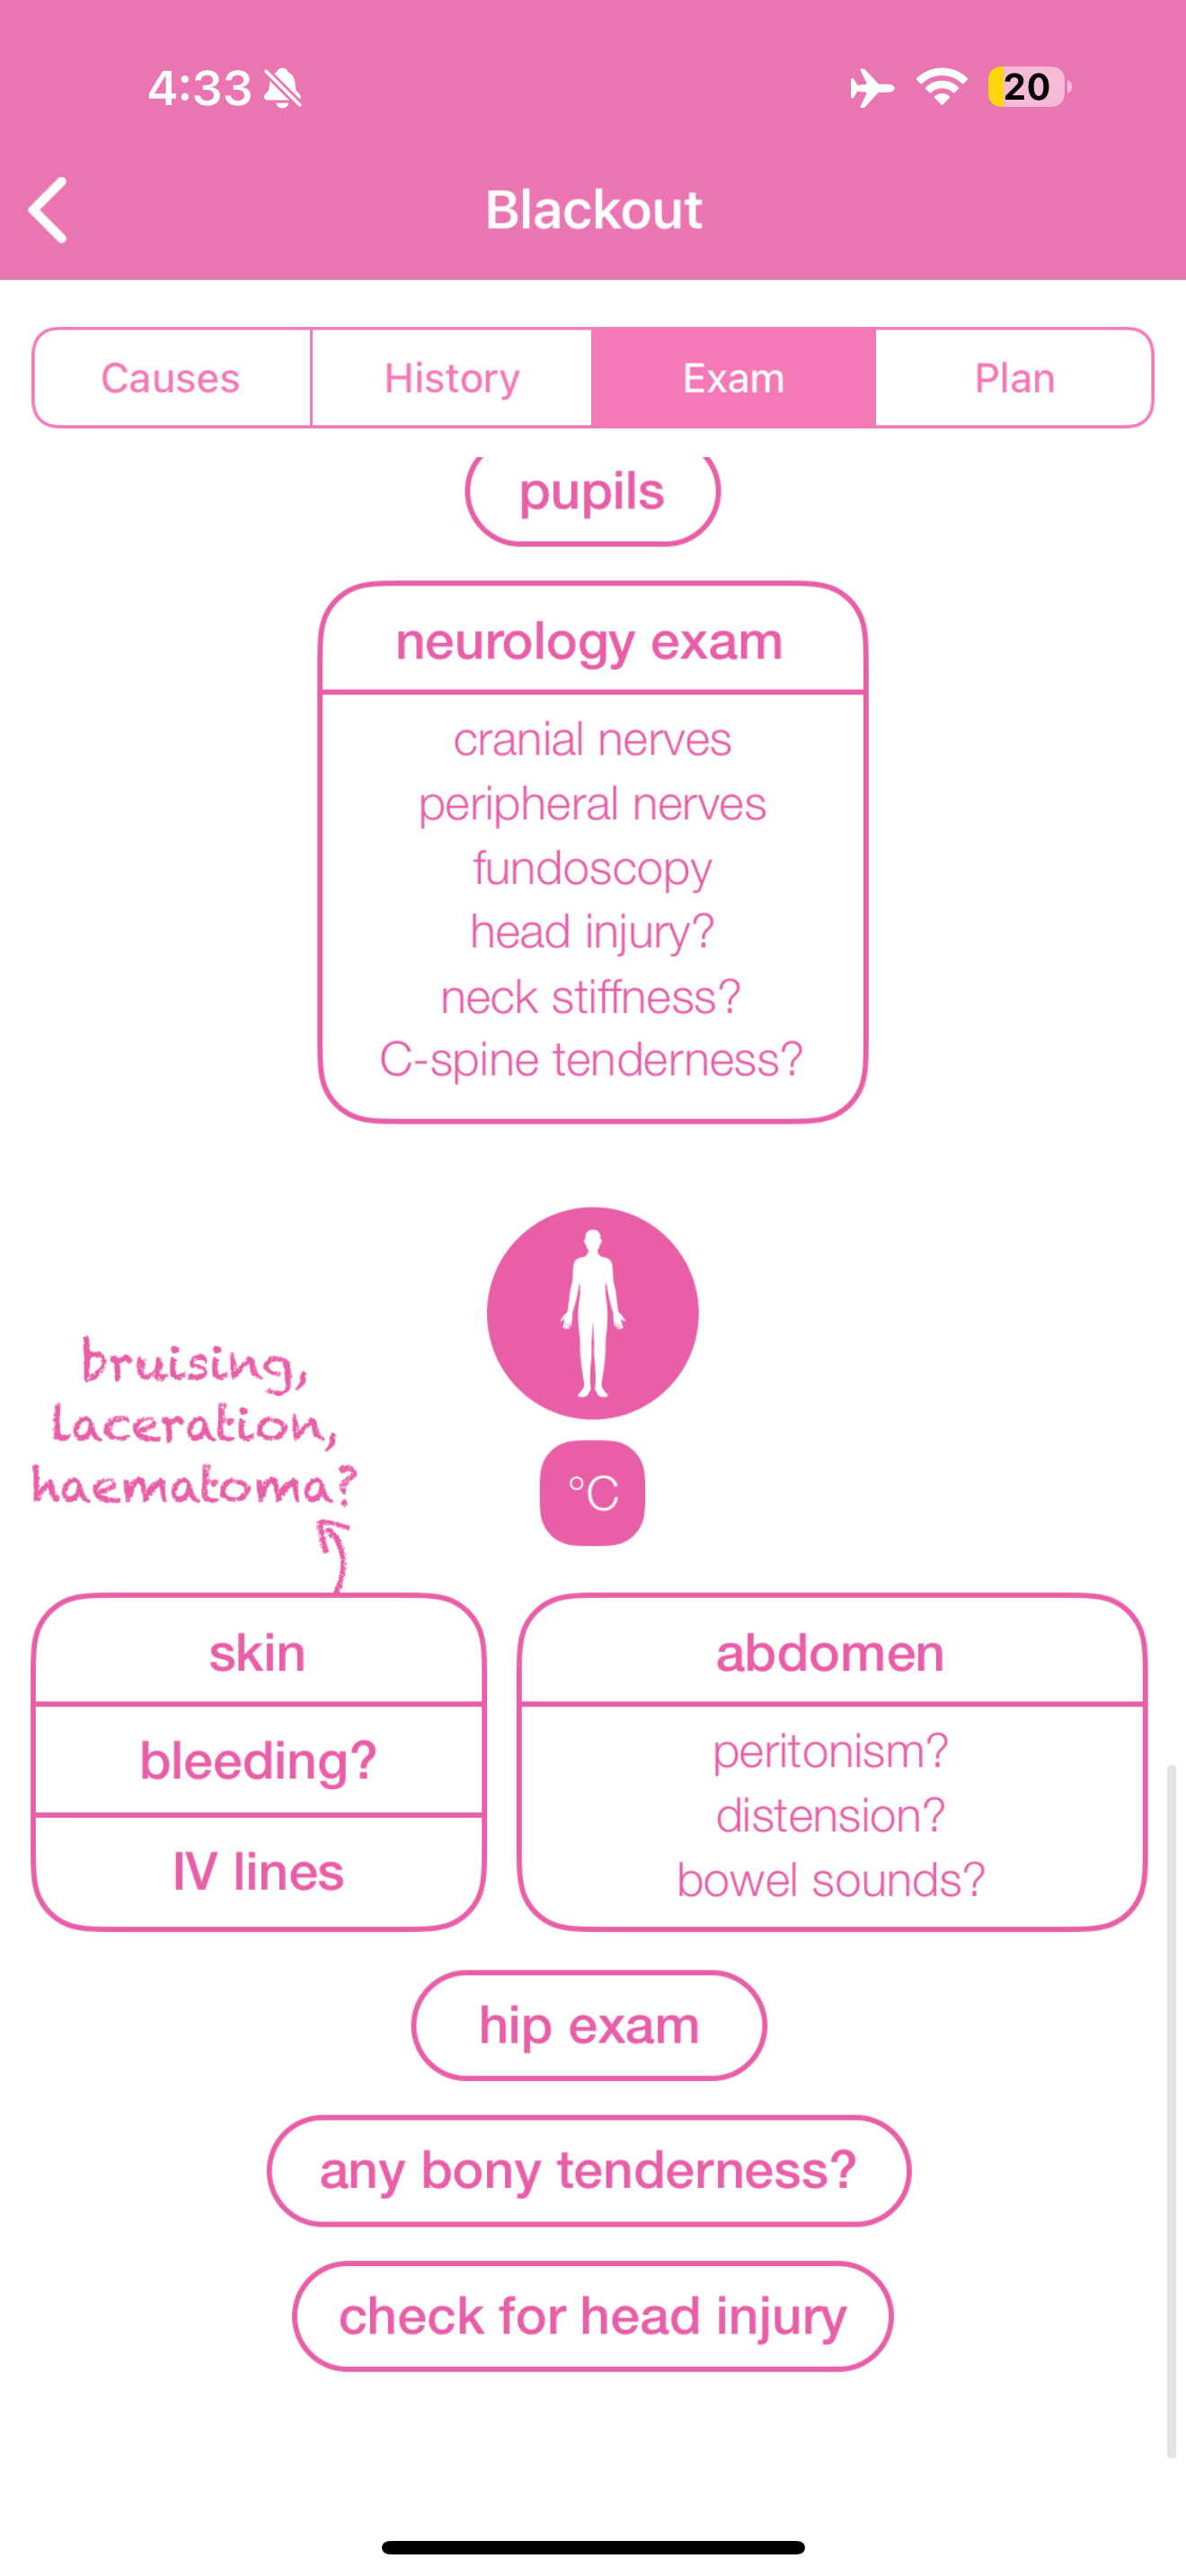 4:33
20
Blackout
Causes
History
Exam
Plan
pupils
neurology exam
cranial nerves
peripheral nerves
fundoscopy
head injury?
neck stiffness?
C-spine tenderness?
bruising,
laceration,
haematoma?
°C
skin
bleeding?
IV lines
abdomen
peritonism?
distension?
bowel sounds?
hip exam
any bony tenderness?
check for head injury